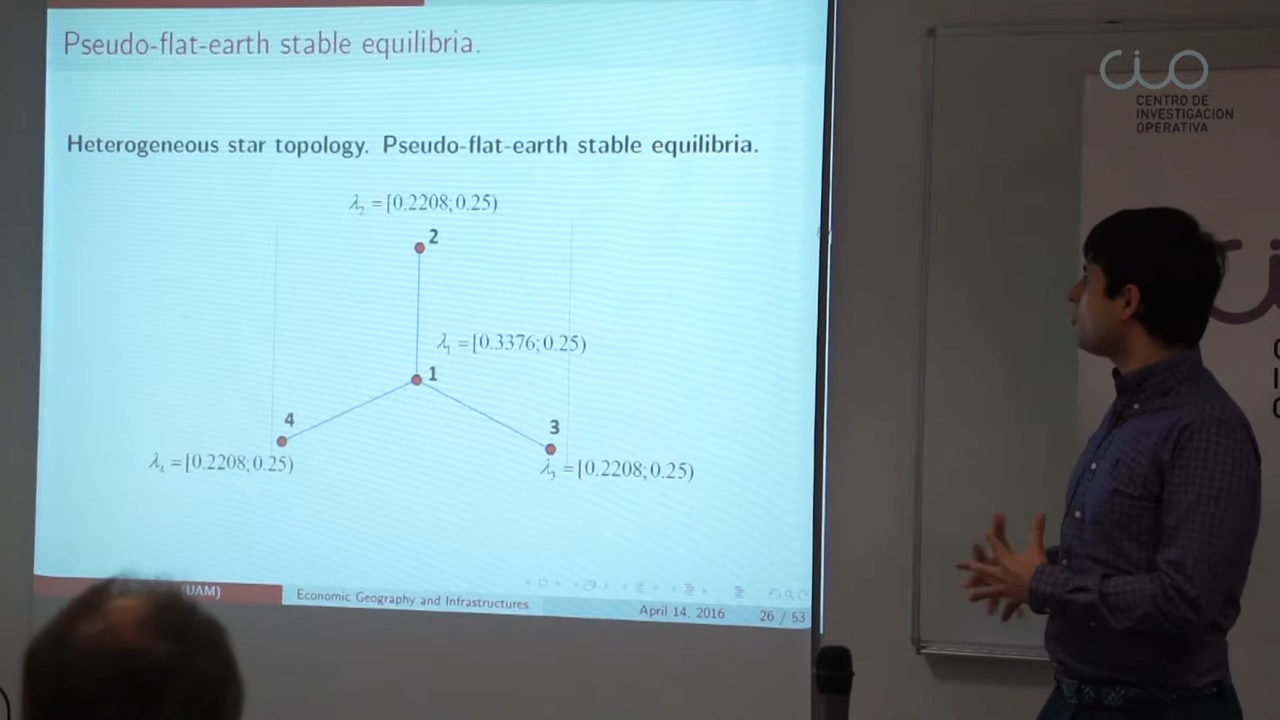 Pseudo-flat-earth stable equilibria.
Heterogeneous star topology. Pseudo-flat-earth stable equilibria.
λ₂ = [0.2208;0.25)
2
λ₁ = [0.3376;0.25)
1
4
3
λ₄ = [0.2208;0.25)
λ₃ = [0.2208;0.25)
(UAM)
Economic Geography and Infrastructures
April 14, 2016
26 / 53
CIO
CENTRO DE
INVESTIGACION
OPERATIVA